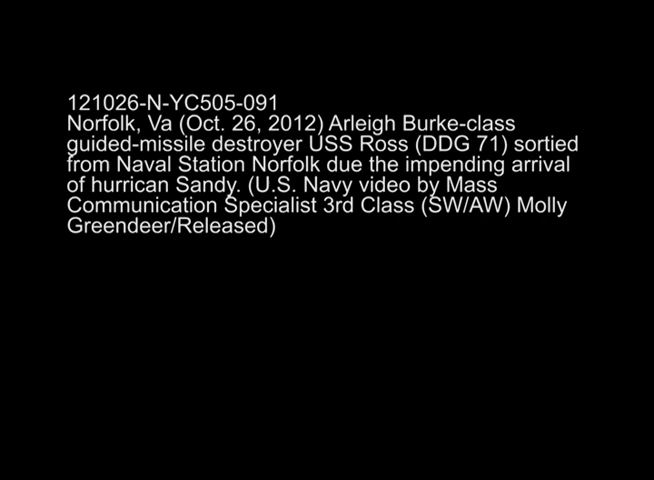 121026-N-YC505-091
Norfolk, Va (Oct. 26, 2012) Arleigh Burke-class
guided-missile destroyer USS Ross (DDG 71) sortied
from Naval Station Norfolk due the impending arrival
of hurrican Sandy. (U.S. Navy video by Mass
Communication Specialist 3rd Class (SW/AW) Molly
Greendeer/Released)